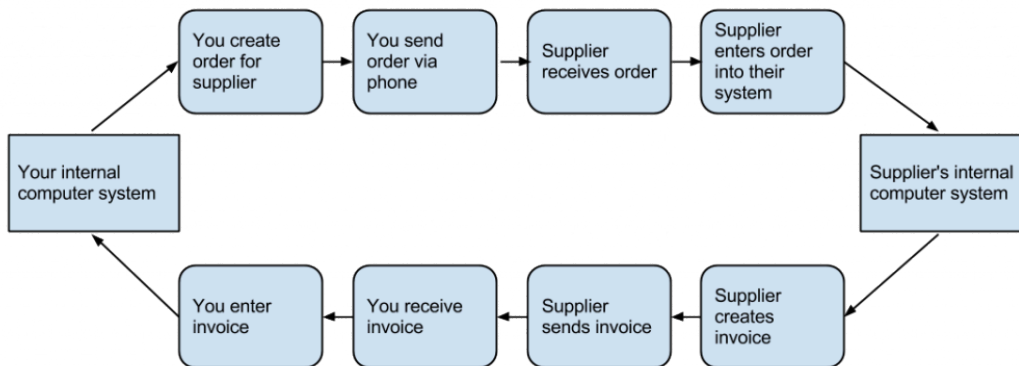 You create
order for
supplier
You send
order via
phone
Supplier
receives order
Supplier
enters order
into their
system
Your internal
computer system
Supplier's internal
computer system
You enter
invoice
You receive
invoice
Supplier
sends invoice
Supplier
creates
invoice